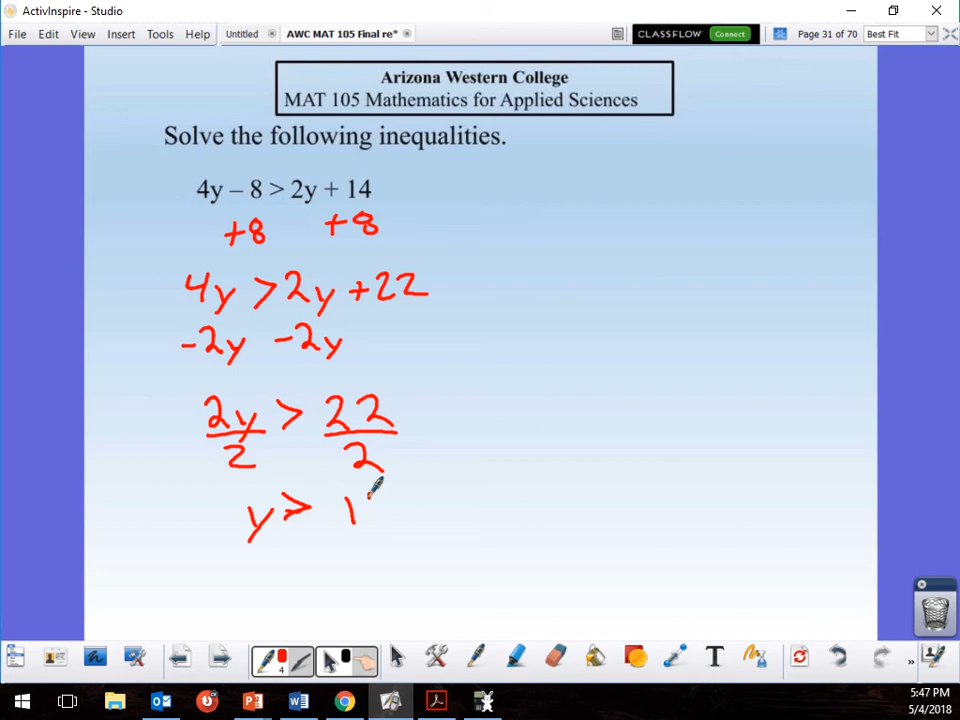 ActivInspire - Studio
File Edit View Insert Tools Help Untitled AWC MAT 105 Final re* CLASSFLOW Connect Page 31 of 70 Best Fit
Arizona Western College
MAT 105 Mathematics for Applied Sciences
Solve the following inequalities.
4y – 8 > 2y + 14
+8 +8
4y > 2y + 22
-2y -2y
2y > 22
2 2
y > 1
4 T »
5:47 PM
5/4/2018